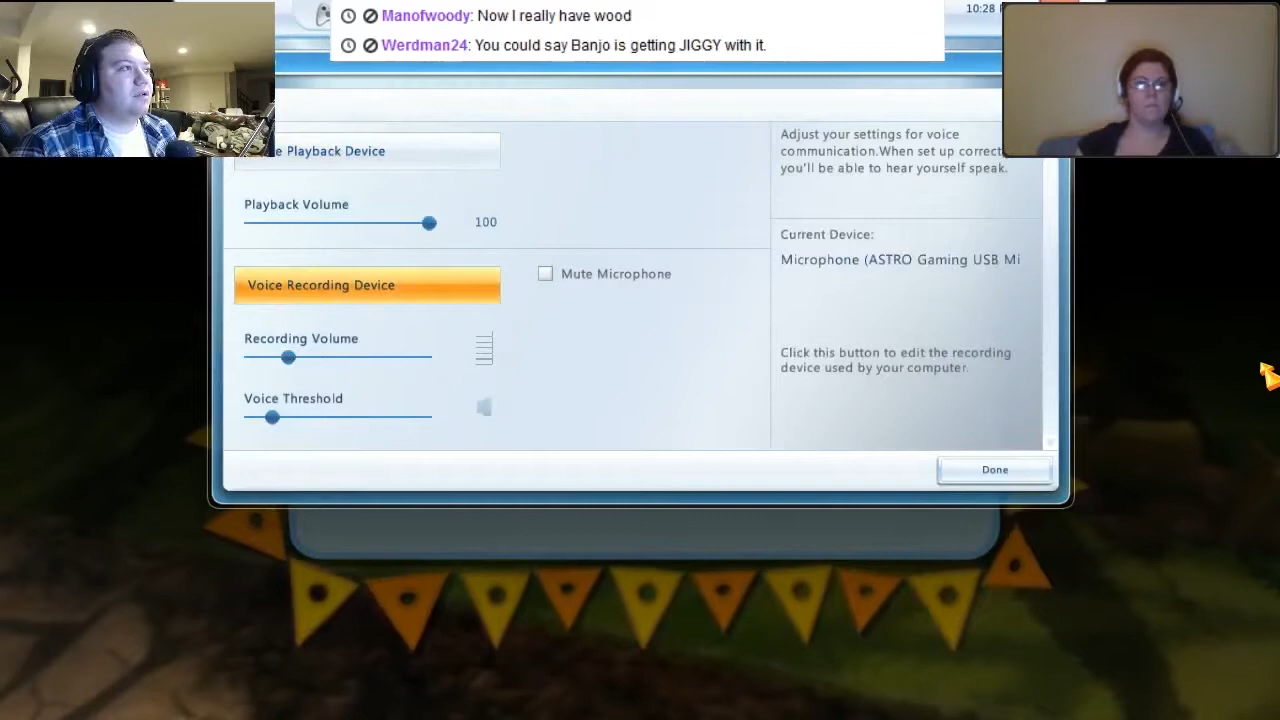 Manofwoody: Now I really have wood
Werdman24: You could say Banjo is getting JIGGY with it.
10:28
Playback Device
Playback Volume
100
Voice Recording Device
Mute Microphone
Recording Volume
Voice Threshold
Adjust your settings for voice
communication.When set up correct
you'll be able to hear yourself speak.
Current Device:
Microphone (ASTRO Gaming USB Mi
Click this button to edit the recording
device used by your computer.
Done